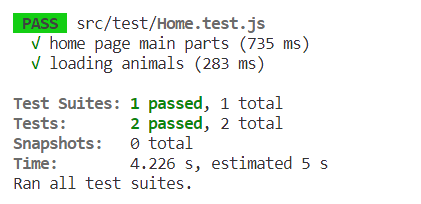 PASS src/test/Home.test.js
√ home page main parts (735 ms)
√ loading animals (283 ms)
Test Suites: 1 passed, 1 total
Tests: 2 passed, 2 total
Snapshots: 0 total
Time: 4.226 s, estimated 5 s
Ran all test suites.